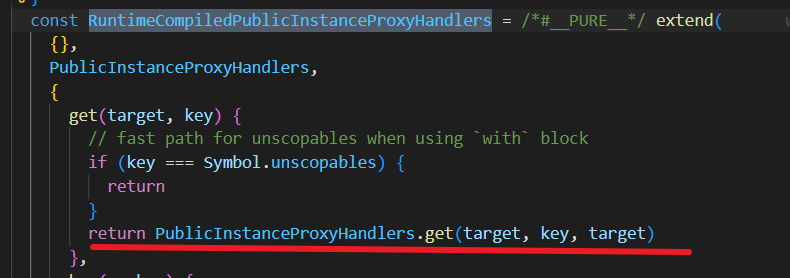 const RuntimeCompiledPublicInstanceProxyHandlers = /*#__PURE__*/ extend(
{},
PublicInstanceProxyHandlers,
{
get(target, key) {
// fast path for unscopables when using `with` block
if (key === Symbol.unscopables) {
return
}
return PublicInstanceProxyHandlers.get(target, key, target)
},